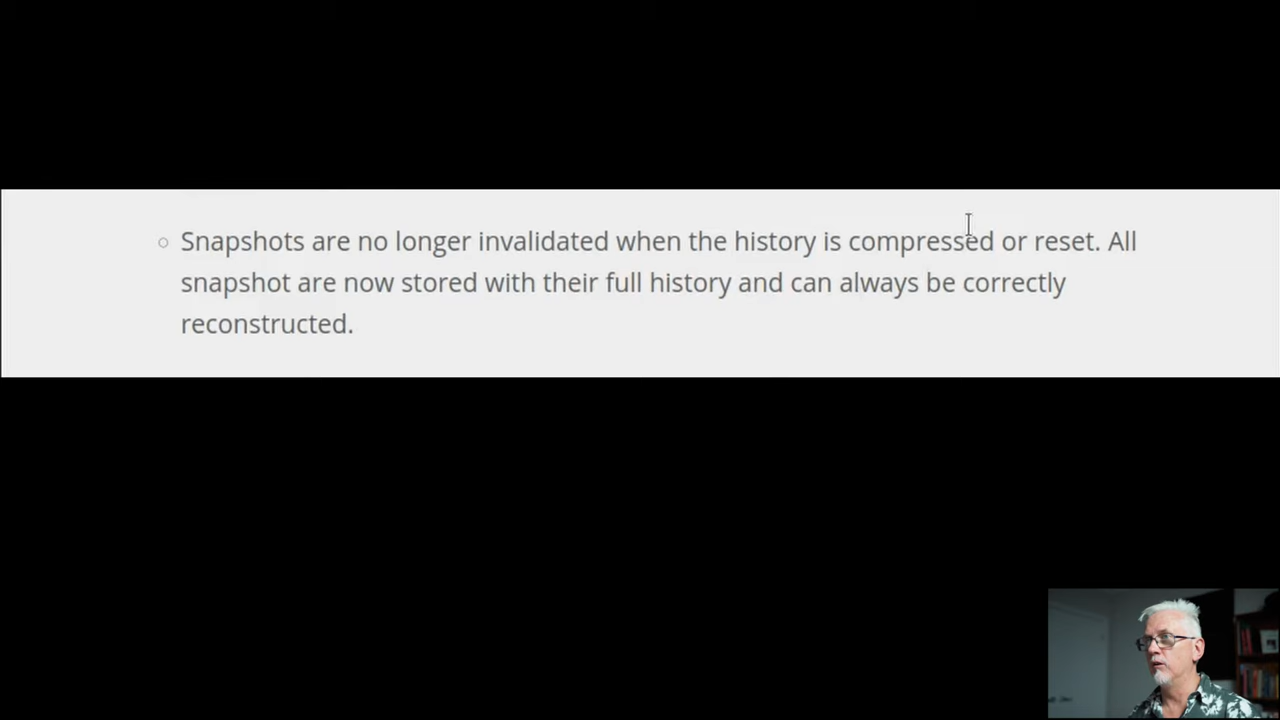 Snapshots are no longer invalidated when the history is compressed or reset. All
snapshot are now stored with their full history and can always be correctly
reconstructed.